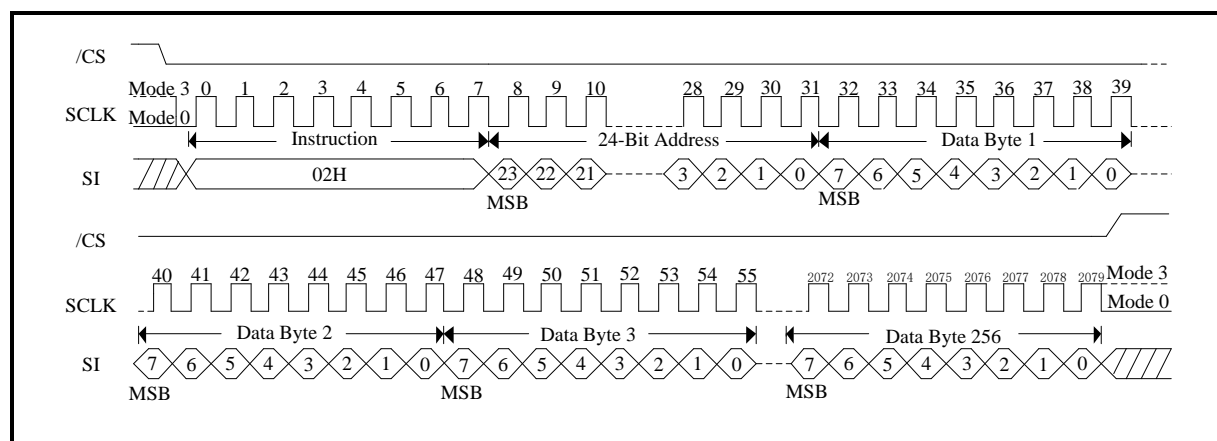 /CS
Mode 3 0 1 2 3 4 5 6 7 8 9 10 28 29 30 31 32 33 34 35 36 37 38 39
SCLK Mode 0
Instruction 24-Bit Address Data Byte 1
SI 02H 23 22 21 3 2 1 0 7 6 5 4 3 2 1 0
MSB MSB
/CS
40 41 42 43 44 45 46 47 48 49 50 51 52 53 54 55 2072 2073 2074 2075 2076 2077 2078 2079 Mode 3
SCLK Mode 0
Data Byte 2 Data Byte 3 Data Byte 256
SI 7 6 5 4 3 2 1 0 7 6 5 4 3 2 1 0 7 6 5 4 3 2 1 0
MSB MSB MSB